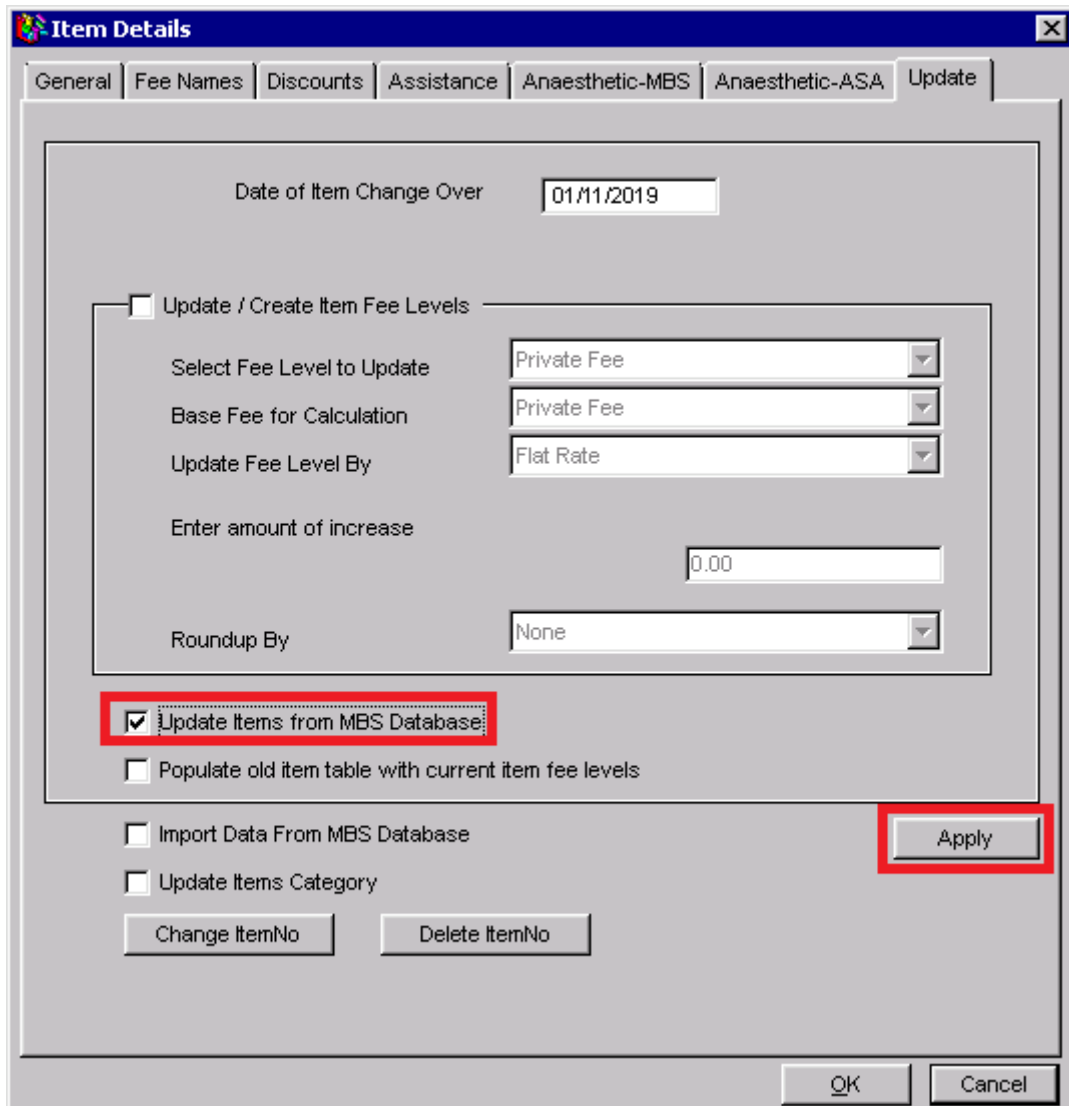 Item Details
General Fee Names Discounts Assistance Anaesthetic-MBS Anaesthetic-ASA Update
Date of Item Change Over 01/11/2019
Update / Create Item Fee Levels
Select Fee Level to Update Private Fee
Base Fee for Calculation Private Fee
Update Fee Level By Flat Rate
Enter amount of increase
0.00
Roundup By None
Update Items from MBS Database
Populate old item table with current item fee levels
Import Data From MBS Database
Apply
Update Items Category
Change ItemNo Delete ItemNo
OK Cancel